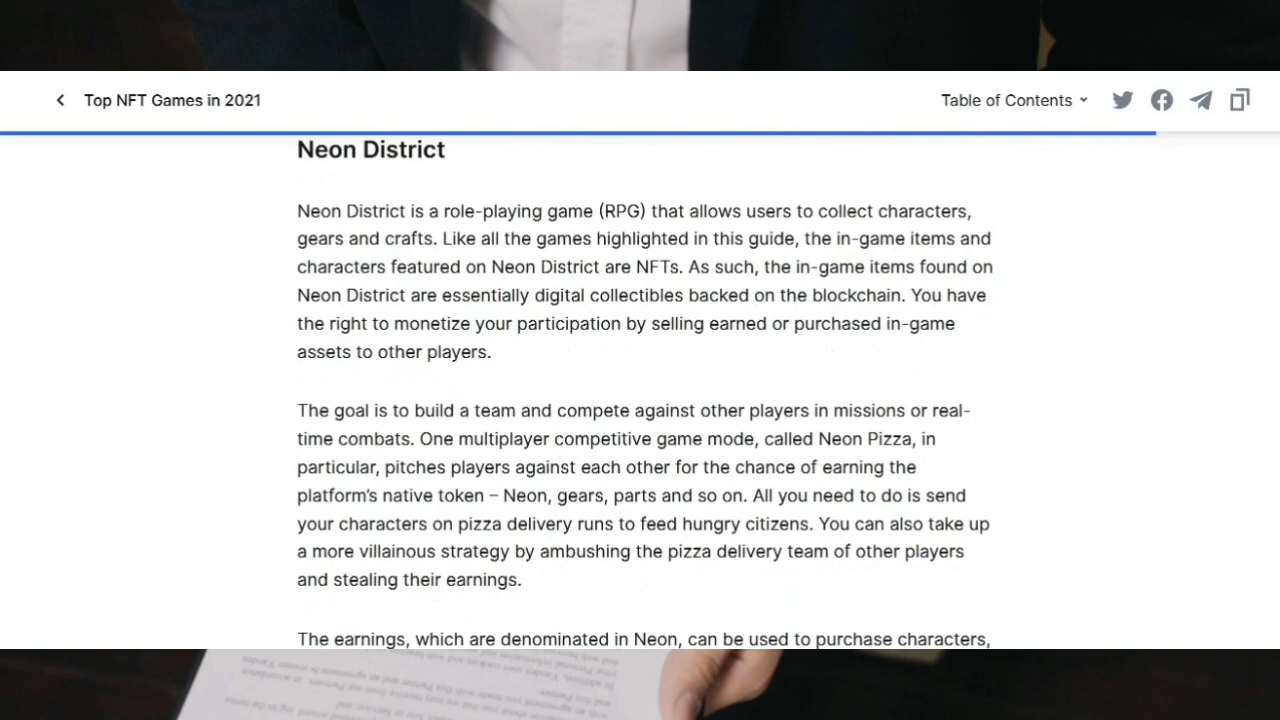 Top NFT Games in 2021
Table of Contents
Neon District
Neon District is a role-playing game (RPG) that allows users to collect characters,
gears and crafts. Like all the games highlighted in this guide, the in-game items and
characters featured on Neon District are NFTs. As such, the in-game items found on
Neon District are essentially digital collectibles backed on the blockchain. You have
the right to monetize your participation by selling earned or purchased in-game
assets to other players.
The goal is to build a team and compete against other players in missions or real-
time combats. One multiplayer competitive game mode, called Neon Pizza, in
particular, pitches players against each other for the chance of earning the
platform's native token – Neon, gears, parts and so on. All you need to do is send
your characters on pizza delivery runs to feed hungry citizens. You can also take up
a more villainous strategy by ambushing the pizza delivery team of other players
and stealing their earnings.
The earnings, which are denominated in Neon, can be used to purchase characters,